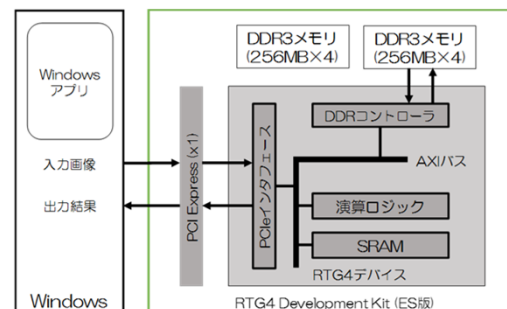 DDR3メモリ
(256MB×4)
DDR3メモリ
(256MB×4)
Windows
アプリ
DDRコントローラ
入力画像
出力結果
PCI Express (x1)
PCIeインタフェース
AXIバス
演算ロジック
SRAM
RTG4デバイス
Windows
RTG4 Development Kit (ES版)